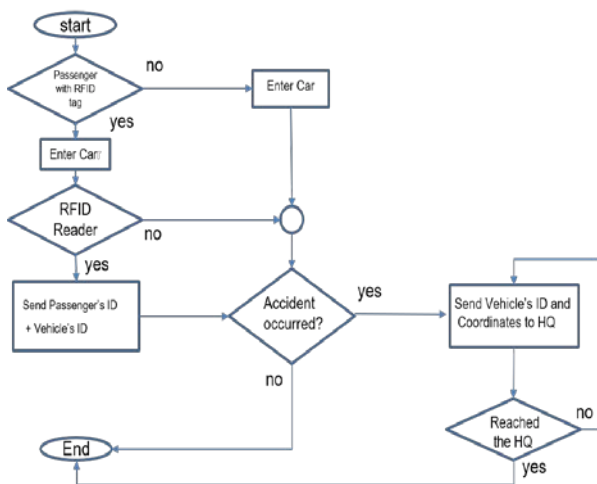 start
Passenger
with RFID
tag
no
Enter Car
yes
Enter Carr
RFID
Reader
no
yes
Send Passenger's ID
+ Vehicle's ID
Accident
occurred?
yes
Send Vehicle's ID and
Coordinates to HQ
no
Reached
the HQ
no
yes
End